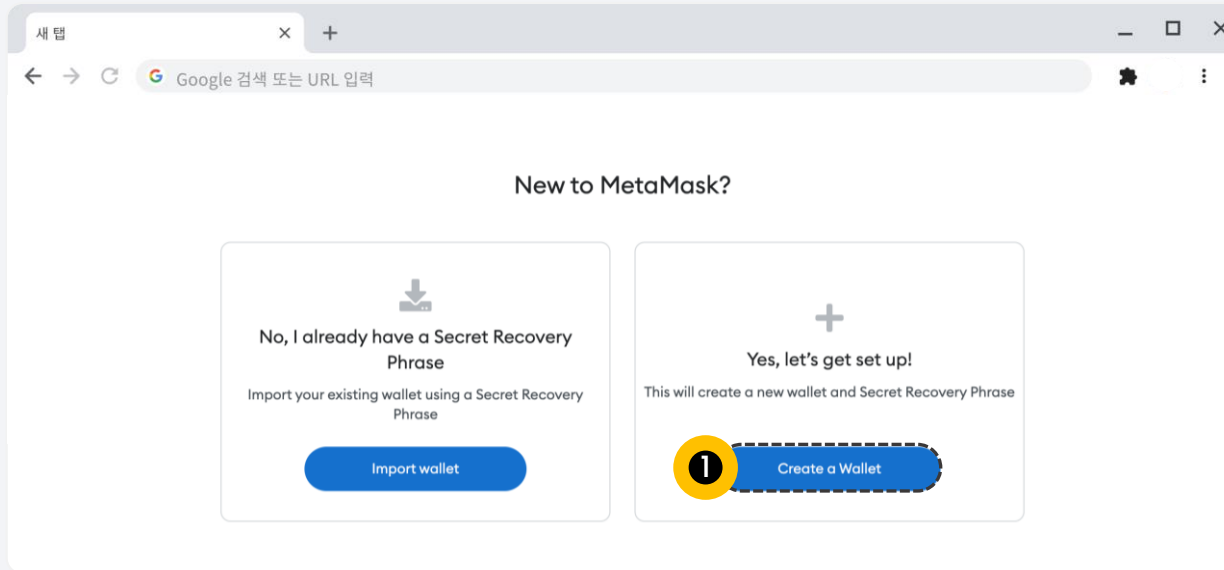 새 탭
Google 검색 또는 URL 입력
New to MetaMask?
No, I already have a Secret Recovery
Phrase
Import your existing wallet using a Secret Recovery
Phrase
Import wallet
Yes, let's get set up!
This will create a new wallet and Secret Recovery Phrase
1
Create a Wallet